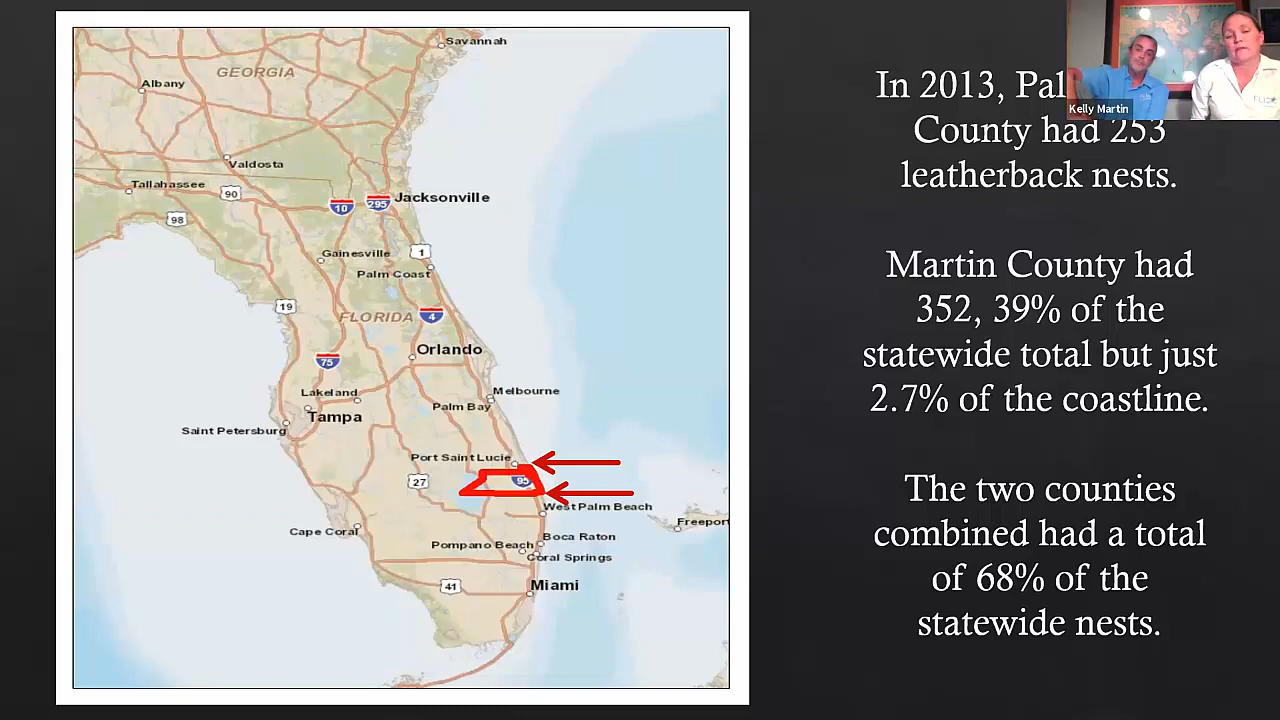 Savannah
GEORGIA
Albany
Valdosta
Tallahassee
90
10
295
Jacksonville
98
Gainesville
1
Palm Coast
19
FLORIDA
4
75
Orlando
Lakeland
Melbourne
Tampa
Palm Bay
Saint Petersburg
Port Saint Lucie
27
95
West Palm Beach
Freeport
Cape Coral
Boca Raton
Pompano Beach
Coral Springs
41
Miami
In 2013, Pal
County had 253
leatherback nests.
Martin County had
352, 39% of the
statewide total but just
2.7% of the coastline.
The two counties
combined had a total
of 68% of the
statewide nests.
Kelly Martin